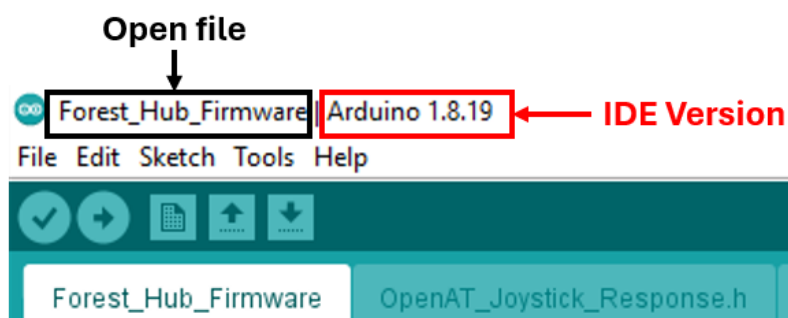 Open file
Forest_Hub_Firmware | Arduino 1.8.19
IDE Version
File Edit Sketch Tools Help
Forest_Hub_Firmware
OpenAT_Joystick_Response.h